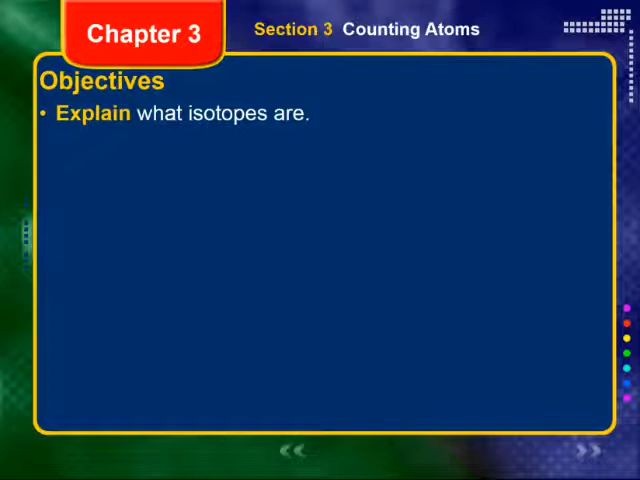 Chapter 3
Section 3 Counting Atoms
Objectives
• Explain what isotopes are.